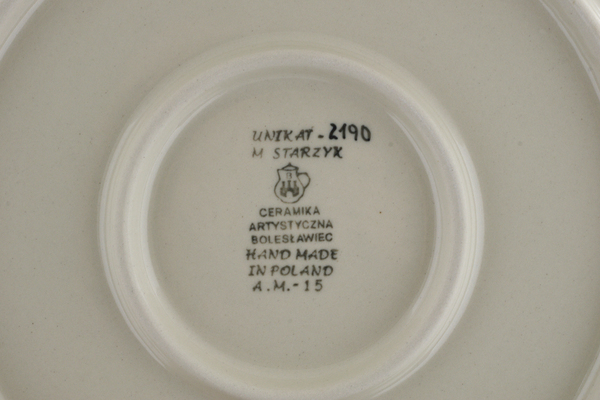 UNIKAT - 2190
M STARZYK
CERAMIKA
ARTYSTYCZNA
BOLESŁAWIEC
HAND MADE
IN POLAND
A.M.-15